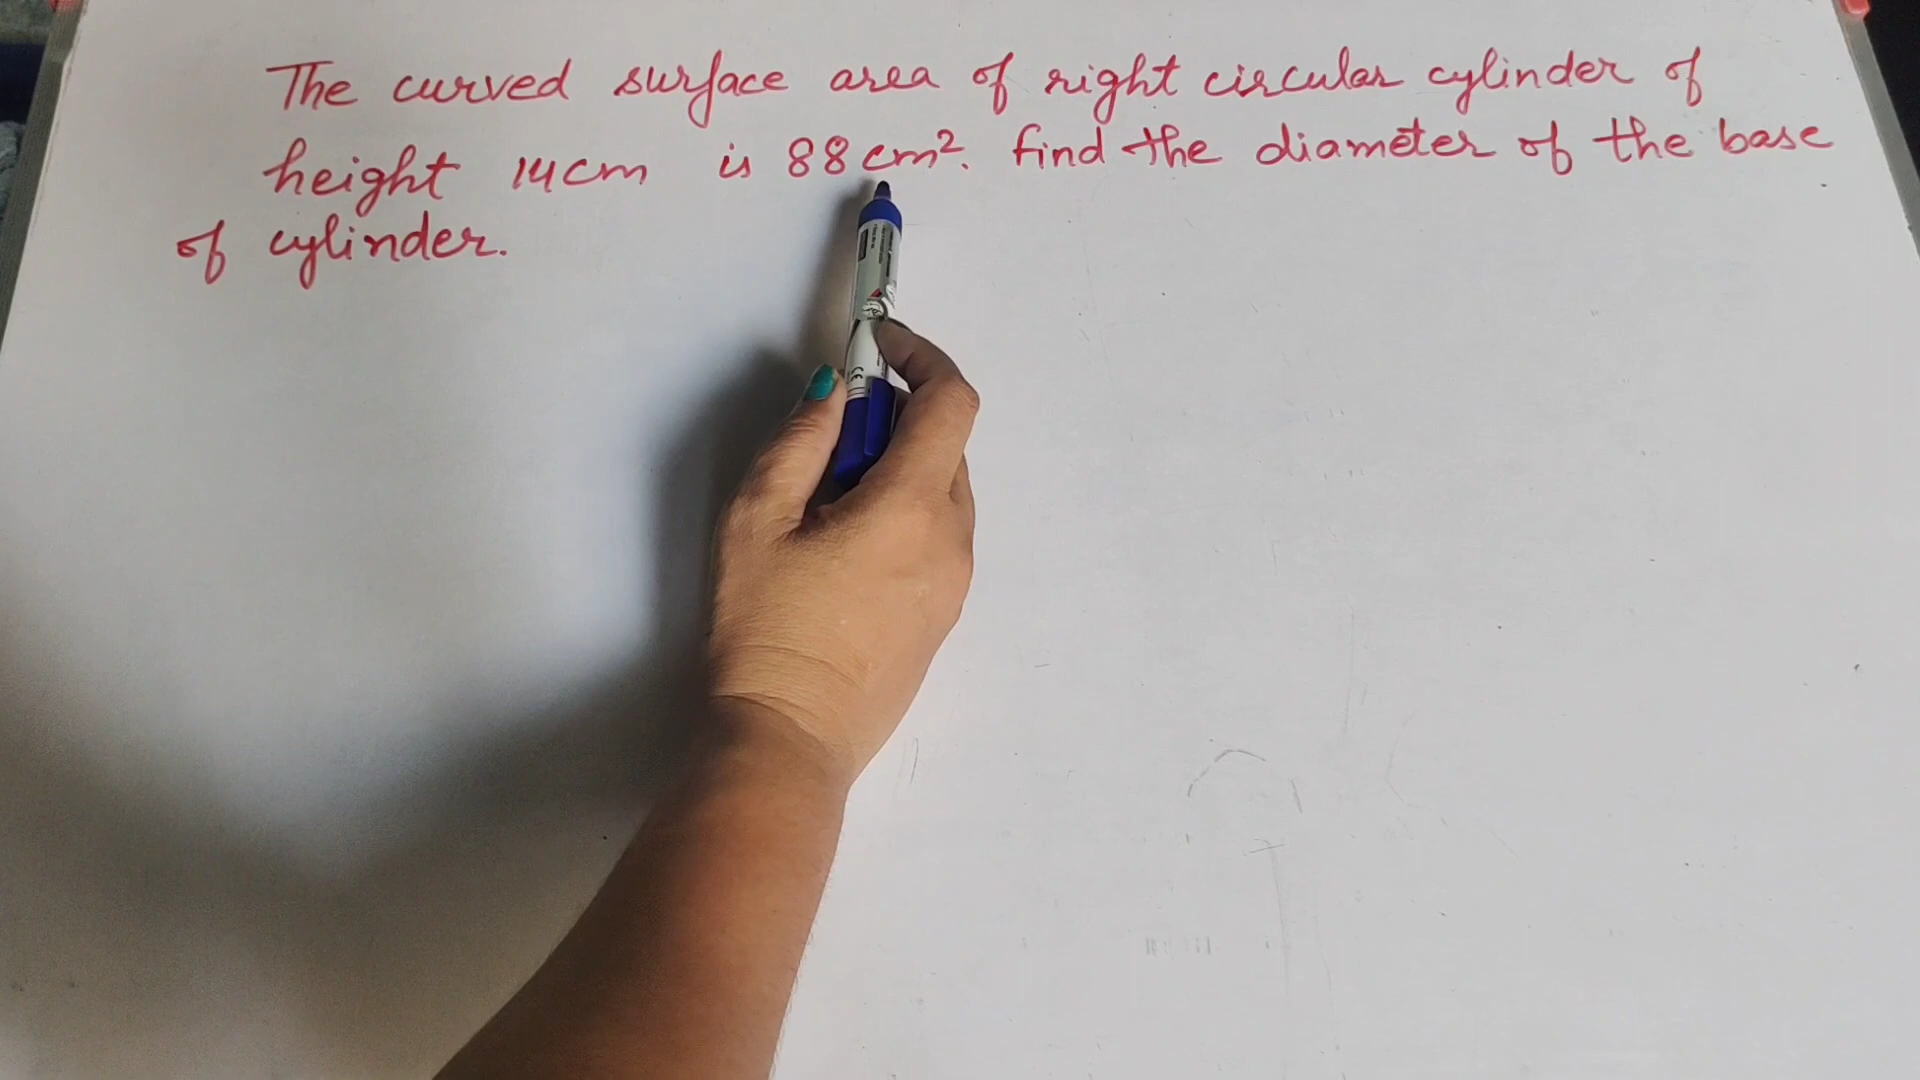 The curved surface area of right circular cylinder of
height 14cm is 88cm². find the diameter of the base
of cylinder.